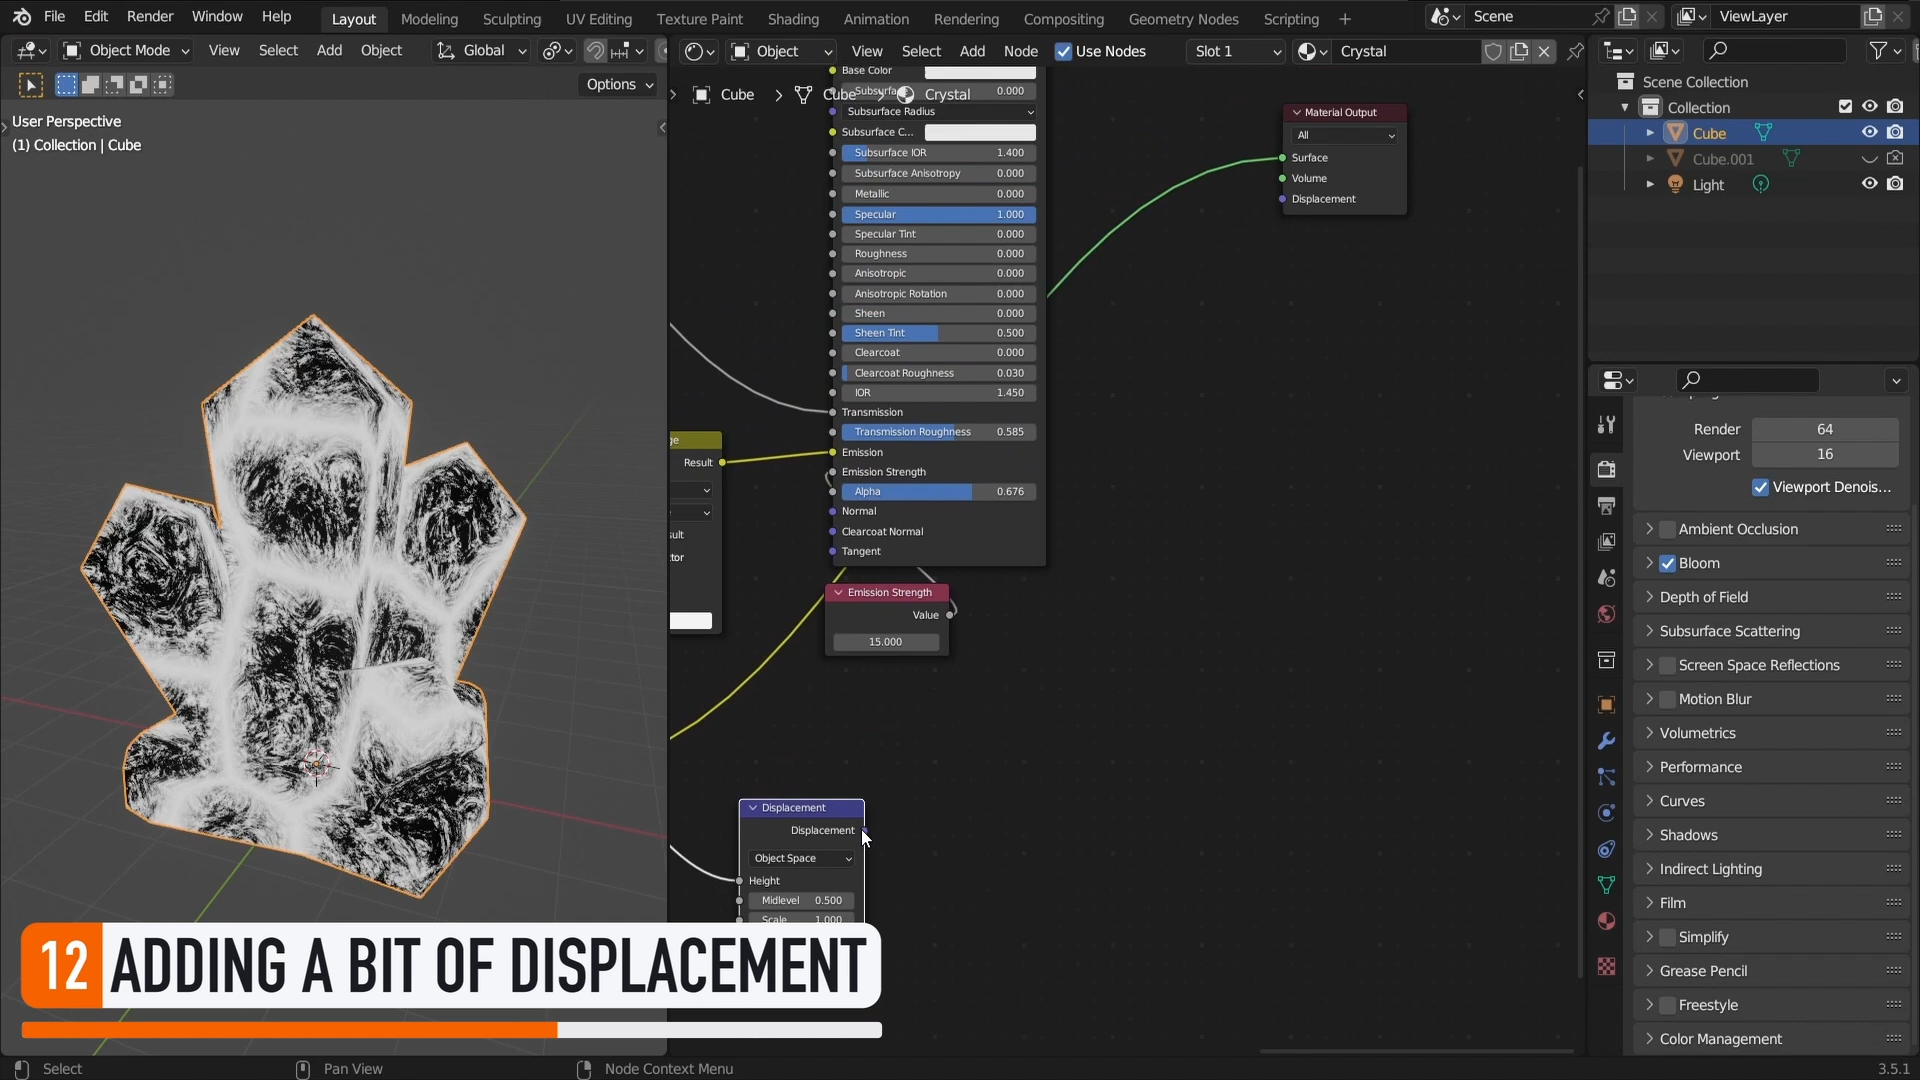 File Edit Render Window Help Layout Modeling Sculpting UV Editing Texture Paint Shading Animation Rendering Compositing Geometry Nodes Scripting + Scene ViewLayer
Object Mode View Select Add Object Global Object View Select Add Node Use Nodes Slot 1 Crystal
Options
User Perspective
(1) Collection | Cube
Cube > Cube > Crystal
Base Color
Subsurface 0.000
Subsurface Radius
Subsurface C...
Subsurface IOR 1.400
Subsurface Anisotropy 0.000
Metallic 0.000
Specular 1.000
Specular Tint 0.000
Roughness 0.000
Anisotropic 0.000
Anisotropic Rotation 0.000
Sheen 0.000
Sheen Tint 0.500
Clearcoat 0.000
Clearcoat Roughness 0.030
IOR 1.450
Transmission
Transmission Roughness 0.585
Emission
Emission Strength
Alpha 0.676
Normal
Clearcoat Normal
Tangent
Result
Emission Strength
Value
15.000
Displacement
Displacement
Object Space
Height
Midlevel 0.500
Scale 1.000
Material Output
All
Surface
Volume
Displacement
Scene Collection
Collection
Cube
Cube.001
Light
Render 64
Viewport 16
Viewport Denois...
Ambient Occlusion
Bloom
Depth of Field
Subsurface Scattering
Screen Space Reflections
Motion Blur
Volumetrics
Performance
Curves
Shadows
Indirect Lighting
Film
Simplify
Grease Pencil
Freestyle
Color Management
12 ADDING A BIT OF DISPLACEMENT
Select Pan View Node Context Menu 3.5.1